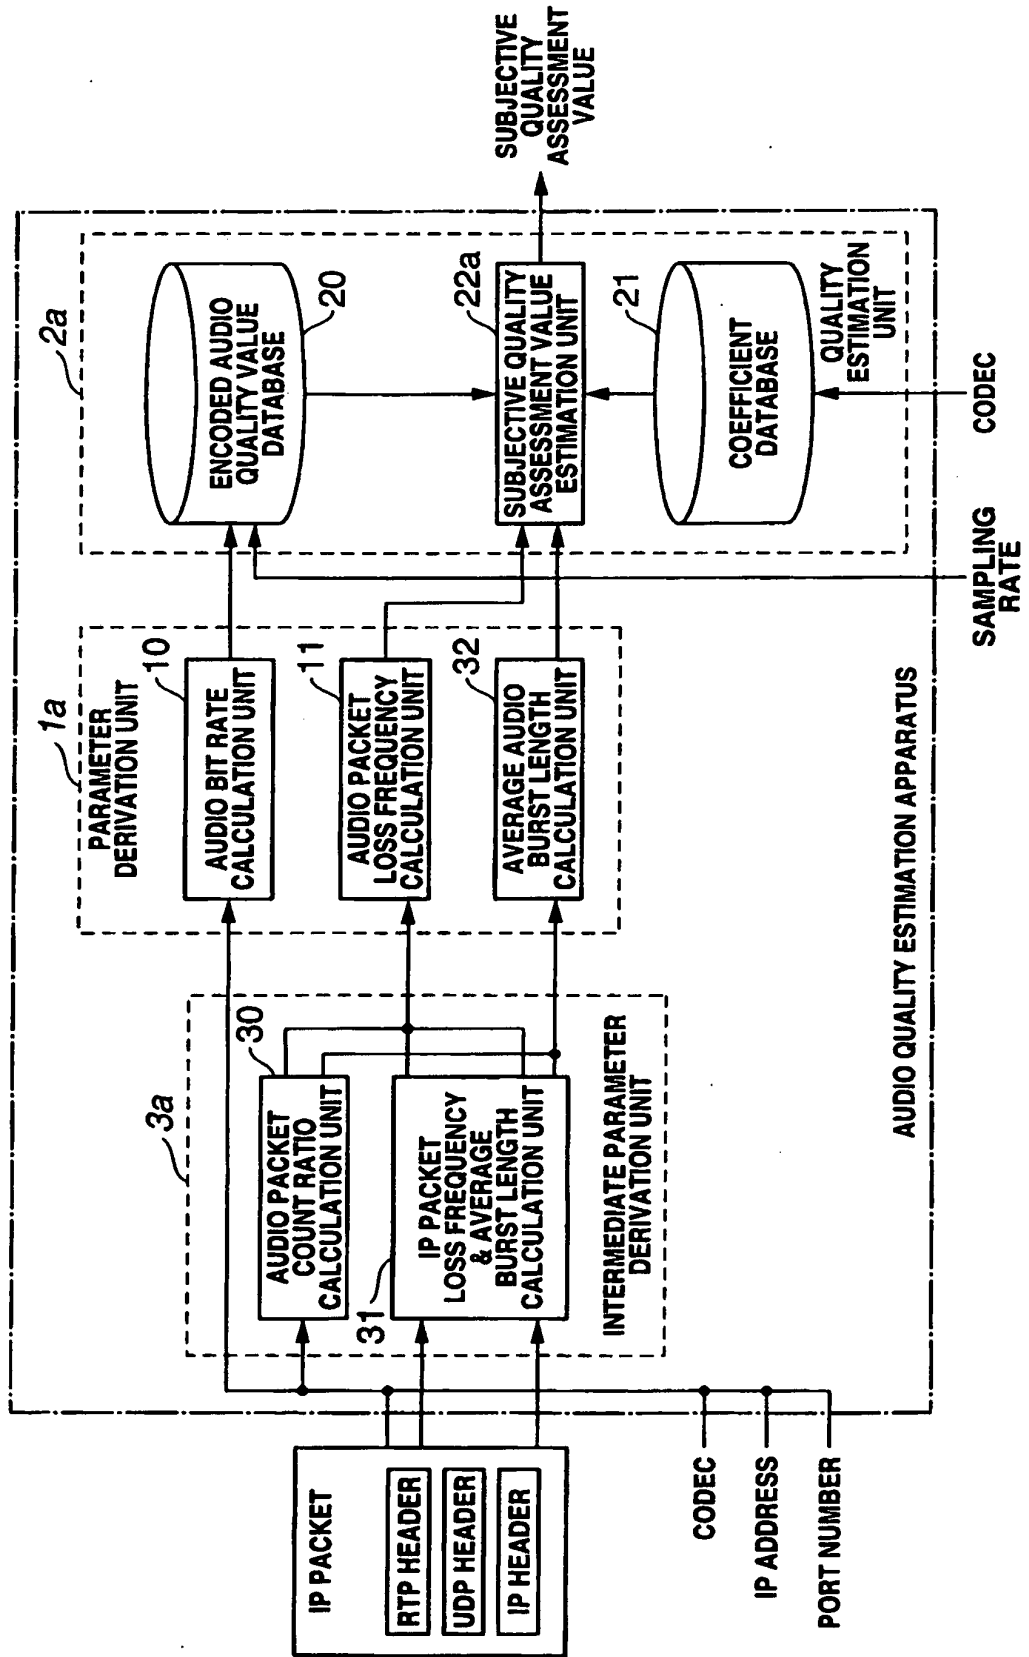 IP PACKET
RTP HEADER
UDP HEADER
IP HEADER
CODEC
IP ADDRESS
PORT NUMBER
3a
30
AUDIO PACKET
COUNT RATIO
CALCULATION UNIT
31
IP PACKET
LOSS FREQUENCY
& AVERAGE
BURST LENGTH
CALCULATION UNIT
INTERMEDIATE PARAMETER
DERIVATION UNIT
1a
PARAMETER
DERIVATION UNIT
10
AUDIO BIT RATE
CALCULATION UNIT
11
AUDIO PACKET
LOSS FREQUENCY
CALCULATION UNIT
32
AVERAGE AUDIO
BURST LENGTH
CALCULATION UNIT
2a
ENCODED AUDIO
QUALITY VALUE
DATABASE
20
22a
SUBJECTIVE QUALITY
ASSESSMENT VALUE
ESTIMATION UNIT
21
COEFFICIENT
DATABASE
QUALITY
ESTIMATION
UNIT
SAMPLING
RATE
CODEC
AUDIO QUALITY ESTIMATION APPARATUS
SUBJECTIVE
QUALITY
ASSESSMENT
VALUE